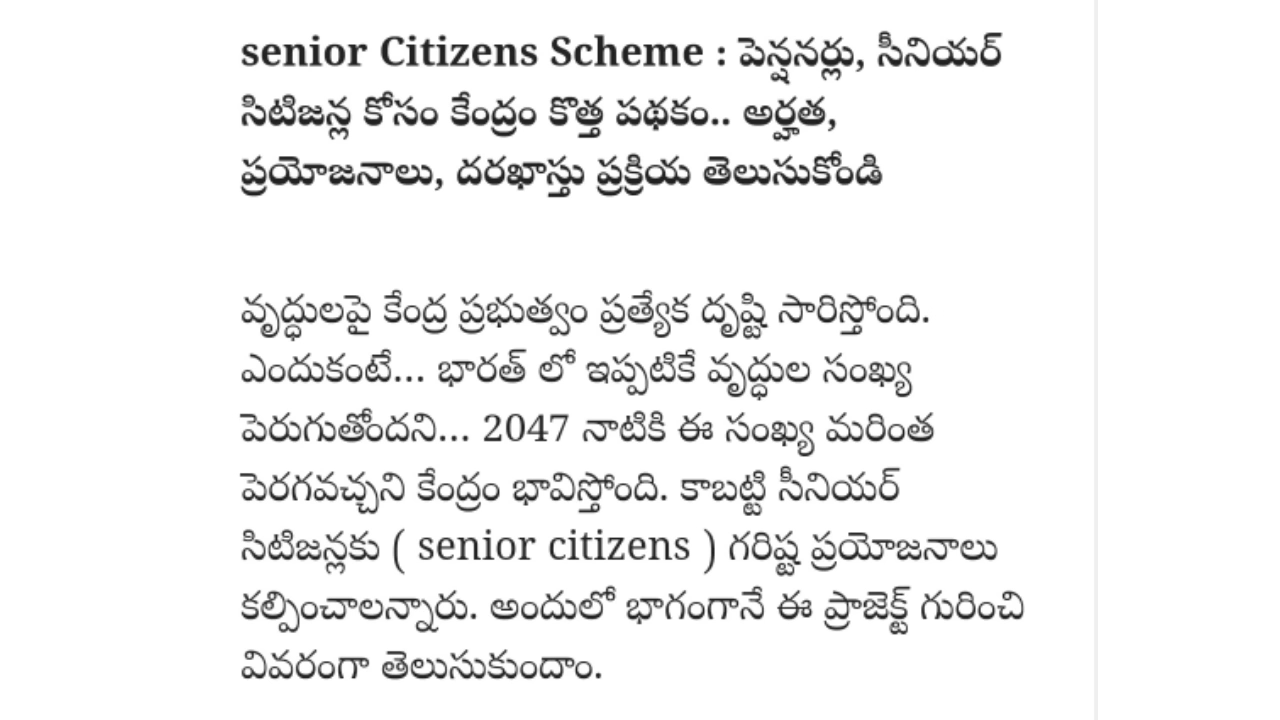 senior Citizens Scheme : పెన్షనర్లు, సీనియర్
సిటిజన్ల కోసం కేంద్రం కొత్త పథకం.. అర్హత,
ప్రయోజనాలు, దరఖాస్తు ప్రక్రియ తెలుసుకోండి
వృద్ధులపై కేంద్ర ప్రభుత్వం ప్రత్యేక దృష్టి సారిస్తోంది.
ఎందుకంటే... భారత్ లో ఇప్పటికే వృద్ధుల సంఖ్య
పెరుగుతోందని... 2047 నాటికి ఈ సంఖ్య మరింత
పెరగవచ్చని కేంద్రం భావిస్తోంది. కాబట్టి సీనియర్
సిటిజన్లకు ( senior citizens ) గరిష్ట ప్రయోజనాలు
కల్పించాలన్నారు. అందులో భాగంగానే ఈ ప్రాజెక్ట్ గురించి
వివరంగా తెలుసుకుందాం.